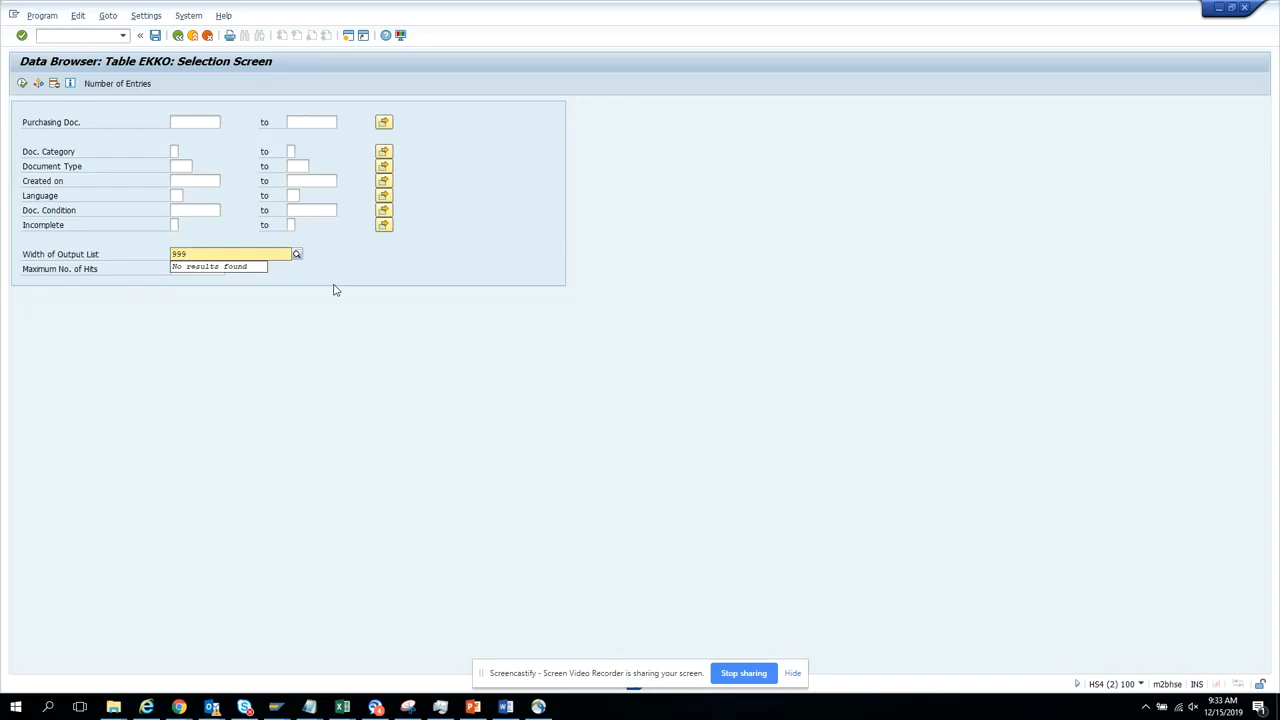 Program Edit Goto Settings System Help
«
Data Browser: Table EKKO: Selection Screen
Number of Entries
Purchasing Doc. to
Doc. Category to
Document Type to
Created on to
Language to
Doc. Condition to
Incomplete to
Width of Output List 999
Maximum No. of Hits No results found
Screencastify - Screen Video Recorder is sharing your screen. Stop sharing Hide
HS4 (2) 100 m2bhse INS
9:33 AM
12/15/2019